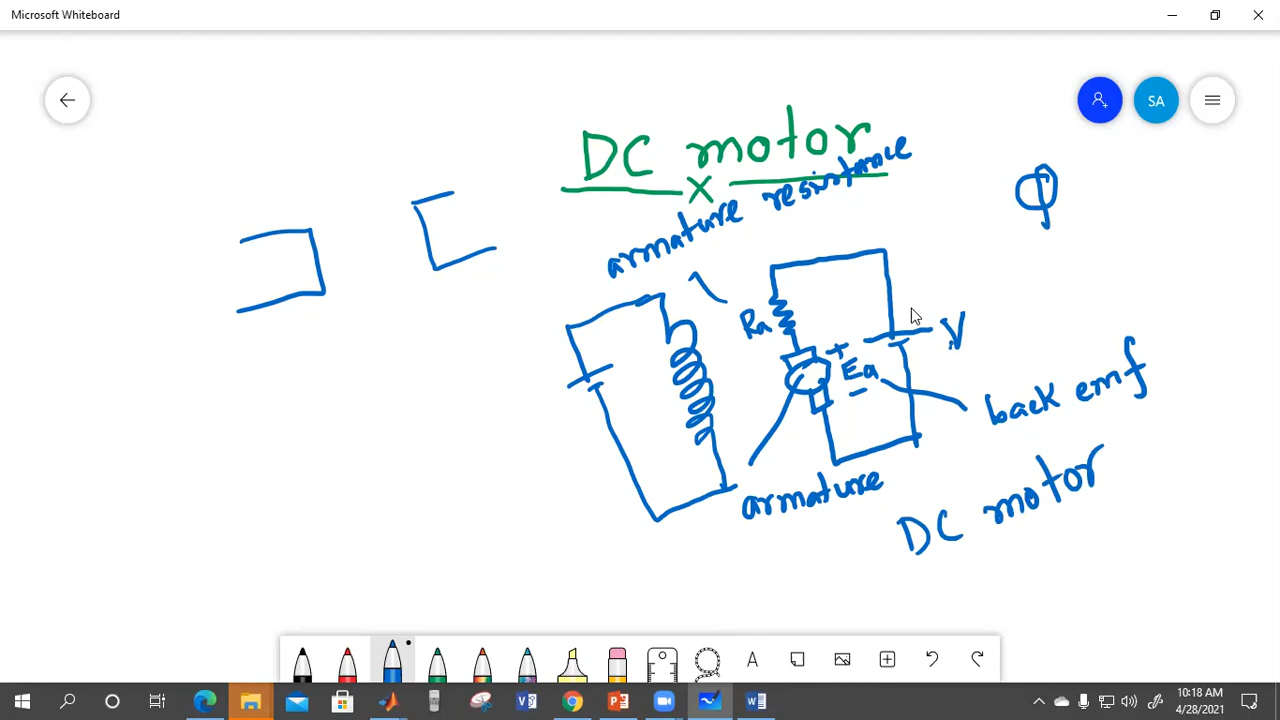 Microsoft Whiteboard
SA
DC motor
x
armature resistance
Φ
Ra
+
Ea
-
V
back emf
armature
DC motor
A
10:18 AM
4/28/2021